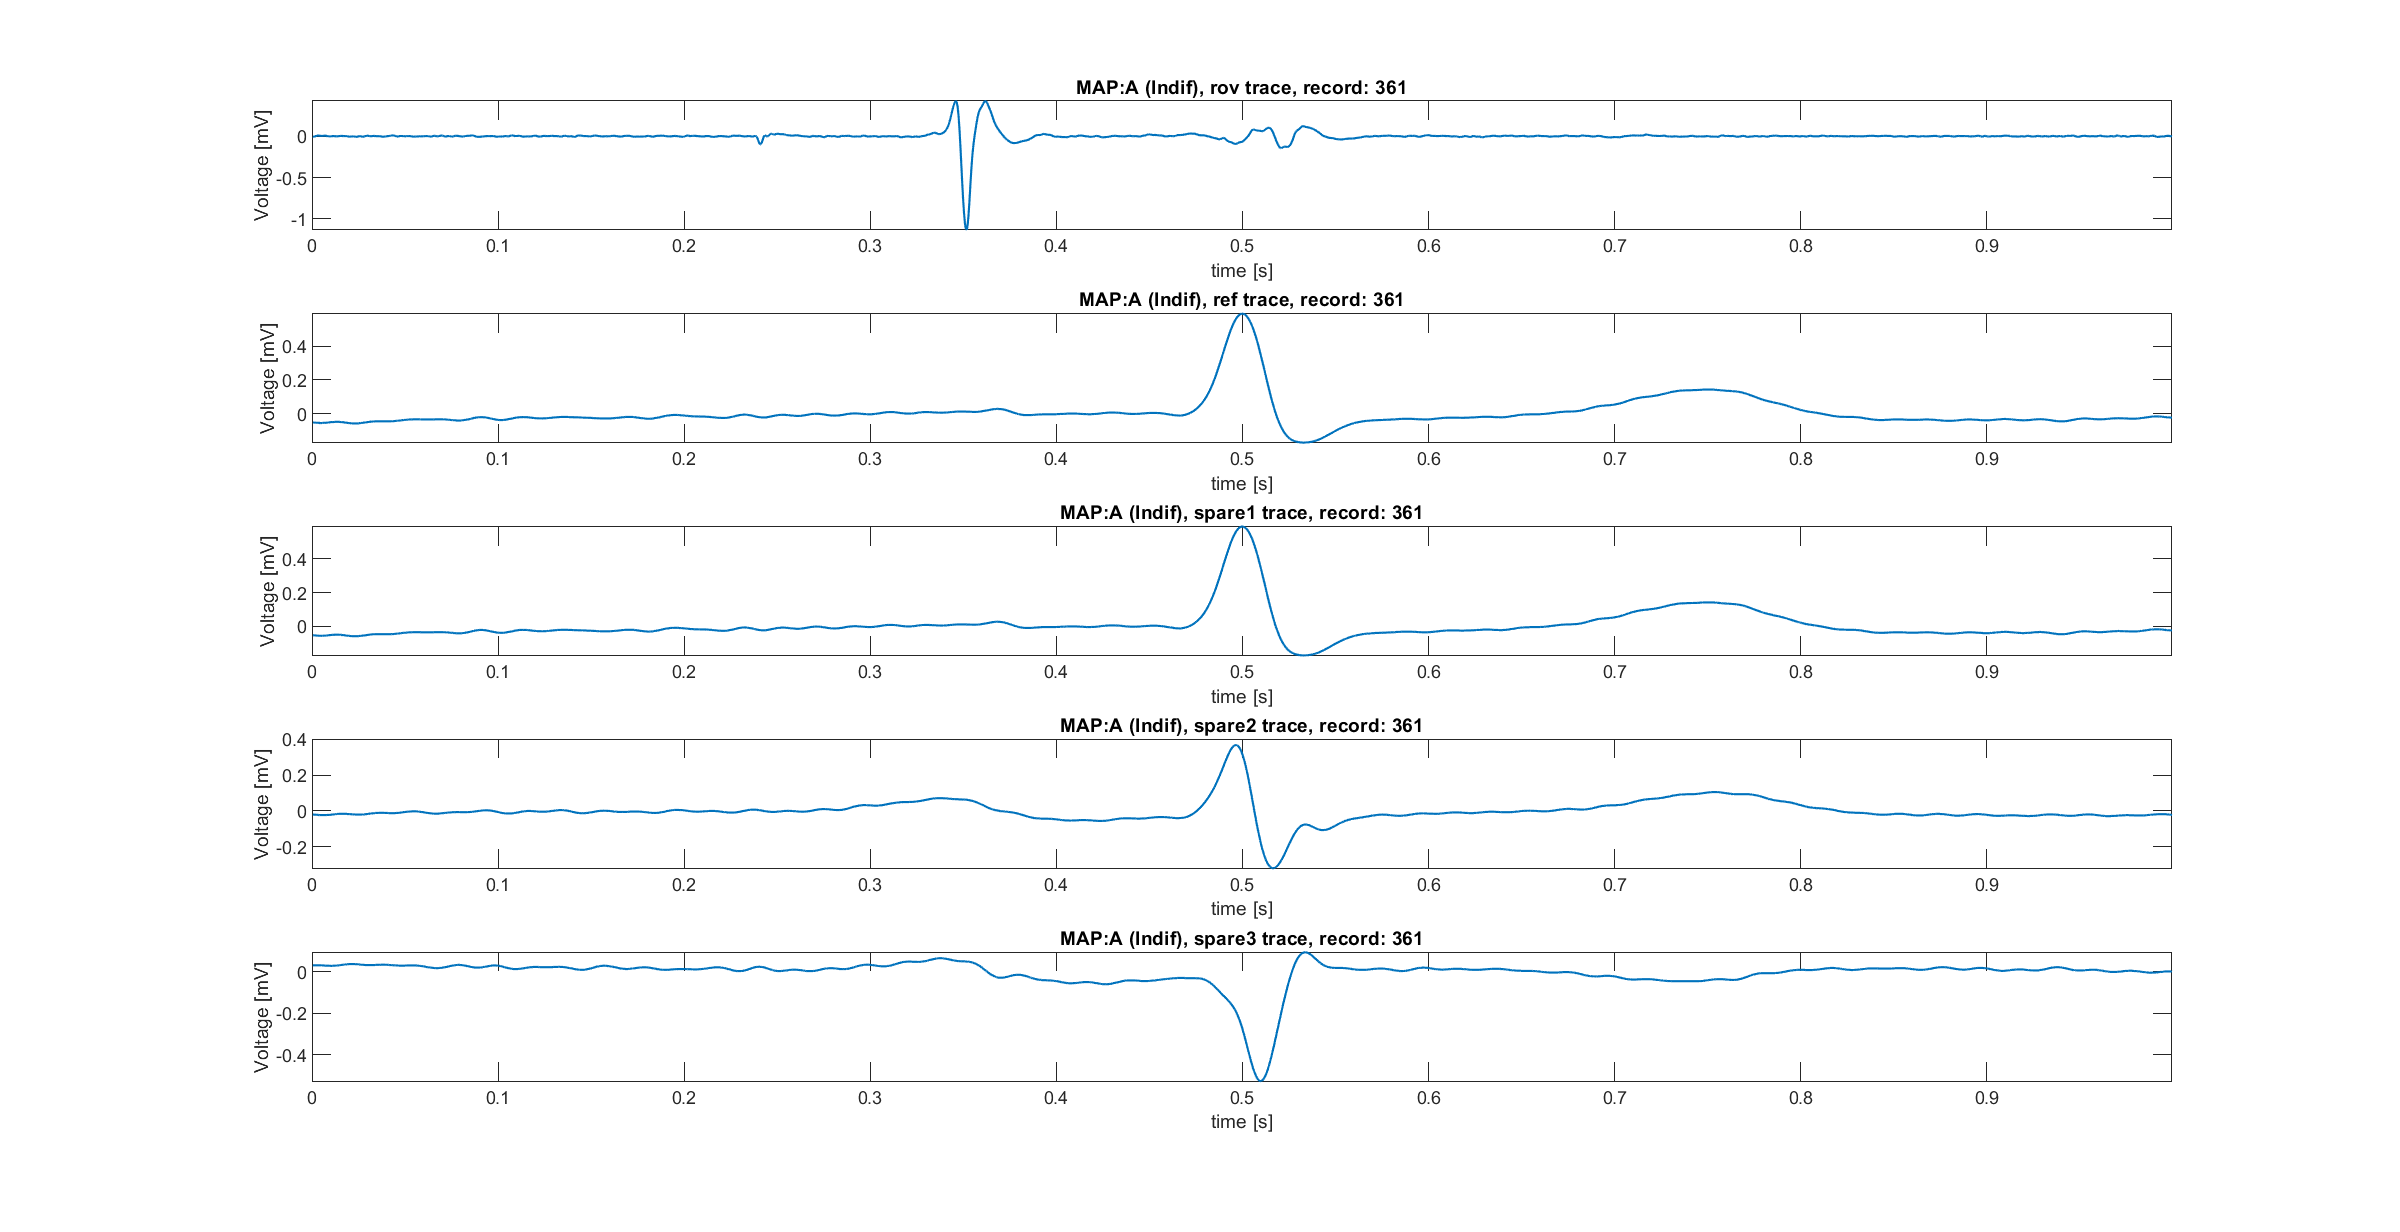 MAP:A (Indif), rov trace, record: 361
Voltage [mV]
0
-0.5
-1
0 0.1 0.2 0.3 0.4 0.5 0.6 0.7 0.8 0.9
time [s]
MAP:A (Indif), ref trace, record: 361
Voltage [mV]
0.4
0.2
0
0 0.1 0.2 0.3 0.4 0.5 0.6 0.7 0.8 0.9
time [s]
MAP:A (Indif), spare1 trace, record: 361
Voltage [mV]
0.4
0.2
0
0 0.1 0.2 0.3 0.4 0.5 0.6 0.7 0.8 0.9
time [s]
MAP:A (Indif), spare2 trace, record: 361
Voltage [mV]
0.4
0.2
0
-0.2
0 0.1 0.2 0.3 0.4 0.5 0.6 0.7 0.8 0.9
time [s]
MAP:A (Indif), spare3 trace, record: 361
Voltage [mV]
0
-0.2
-0.4
0 0.1 0.2 0.3 0.4 0.5 0.6 0.7 0.8 0.9
time [s]